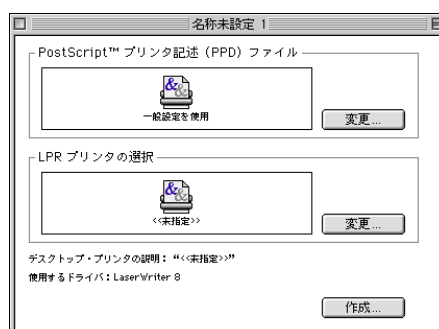 名称未設定 1
PostScript™ プリンタ記述（PPD）ファイル
一般設定を使用
変更...
LPR プリンタの選択
<<未指定>>
変更...
デスクトップ・プリンタの説明： “<<未指定>>”
使用するドライバ：LaserWriter 8
作成...